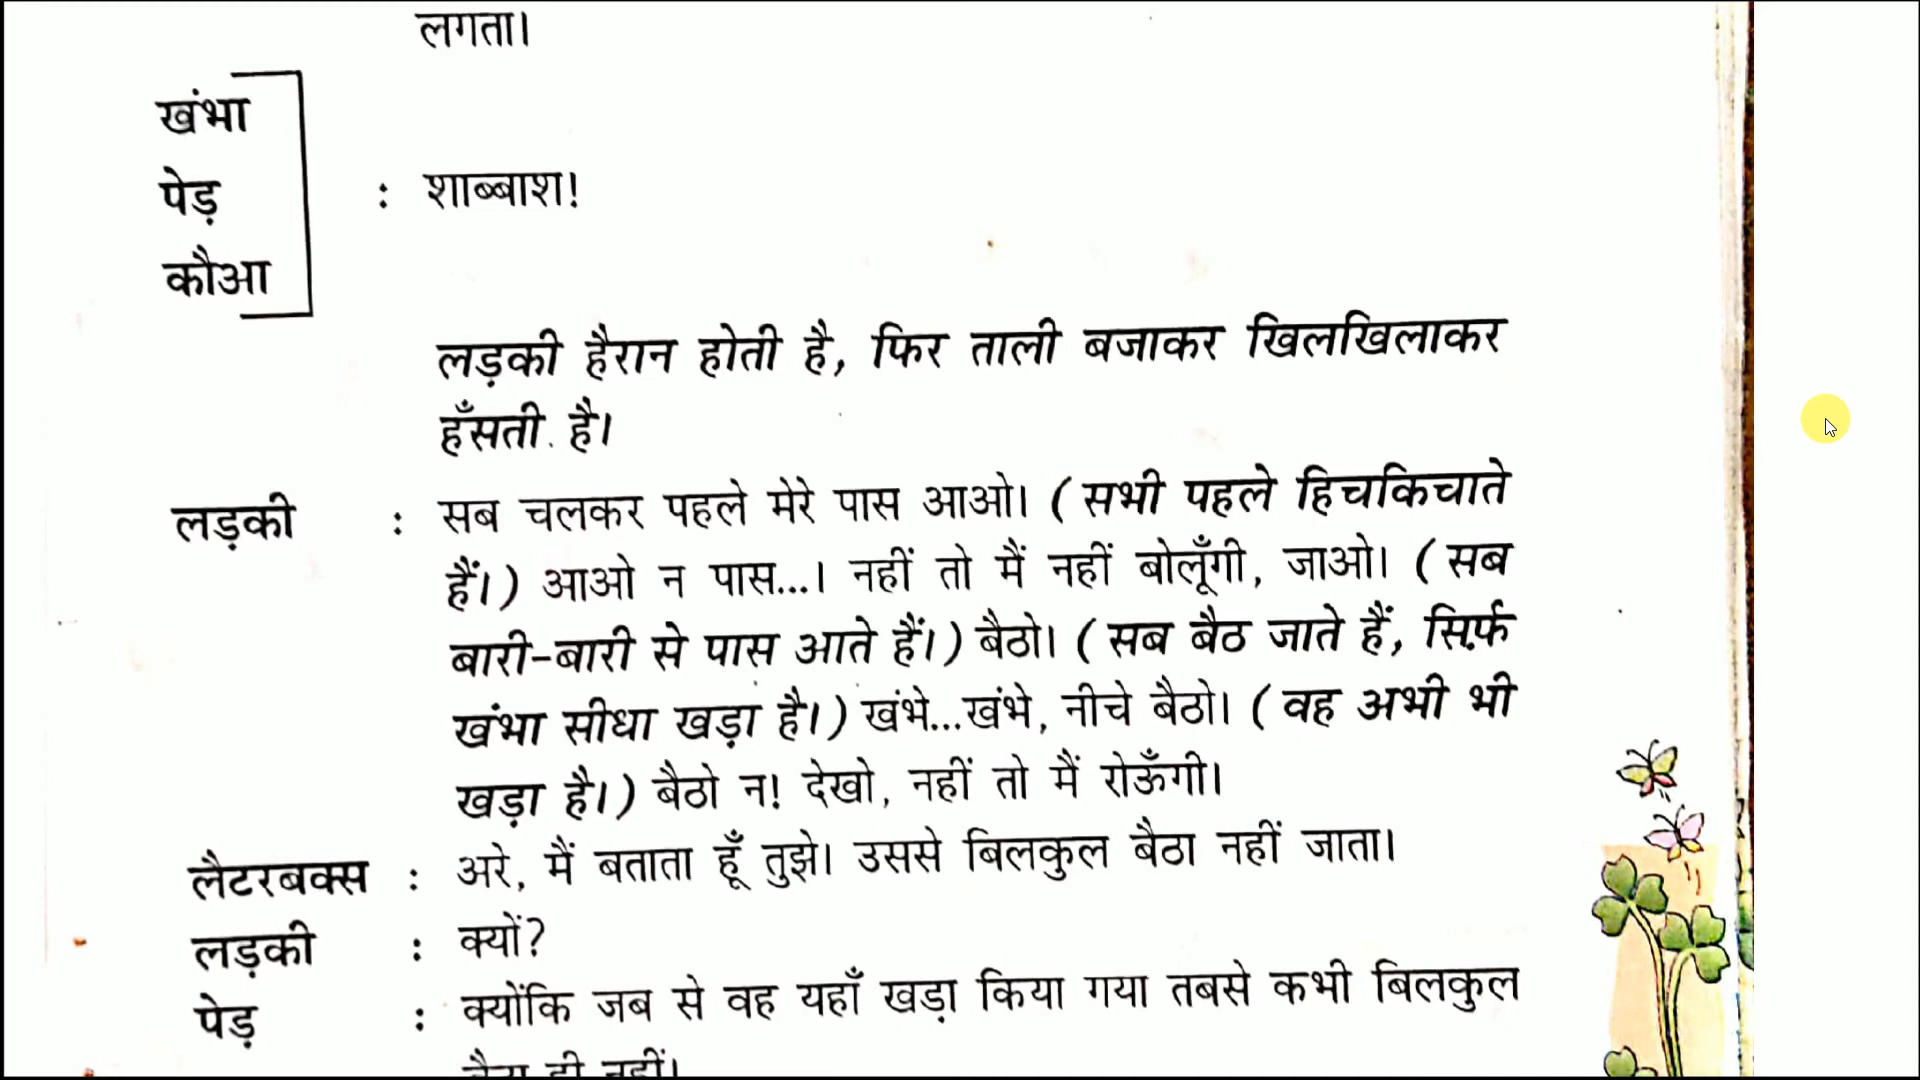 लगता।
खंभा
पेड़ : शाब्बाश!
कौआ
लड़की हैरान होती है, फिर ताली बजाकर खिलखिलाकर
हँसती है।
लड़की : सब चलकर पहले मेरे पास आओ। (सभी पहले हिचकिचाते
हैं।) आओ न पास...। नहीं तो मैं नहीं बोलूँगी, जाओ। (सब
बारी-बारी से पास आते हैं।) बैठो। (सब बैठ जाते हैं, सिर्फ़
खंभा सीधा खड़ा है।) खंभे...खंभे, नीचे बैठो। (वह अभी भी
खड़ा है।) बैठो न! देखो, नहीं तो मैं रोऊँगी।
लैटरबक्स : अरे, मैं बताता हूँ तुझे। उससे बिलकुल बैठा नहीं जाता।
लड़की : क्यों?
पेड़ : क्योंकि जब से वह यहाँ खड़ा किया गया तबसे कभी बिलकुल
ही नहीं।